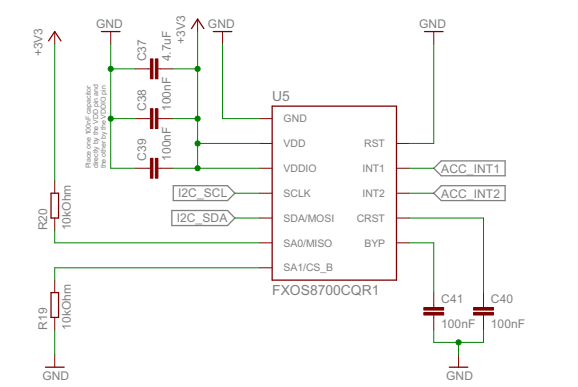 GND
+3V3
GND
GND
+3V3
C37
4.7uF
C38
100nF
C39
100nF
Place one 100nF capacitor
directly by the VDD pin and
the other by the VDDIO pin
U5
GND
VDD
VDDIO
SCLK
SDA/MOSI
SA0/MISO
SA1/CS_B
RST
INT1
INT2
CRST
BYP
FXOS8700CQR1
I2C_SCL
I2C_SDA
ACC_INT1
ACC_INT2
R20
10kOhm
R19
10kOhm
C41
100nF
C40
100nF
GND
GND